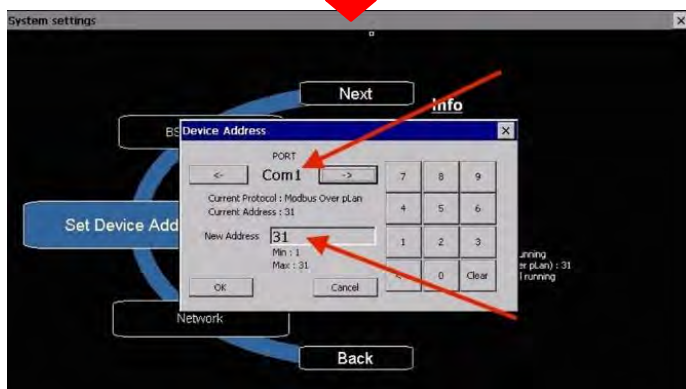 System settings
Next
Info
BS
Device Address
PORT
<- Com1 ->
Current Protocol : Modbus Over pLan
Current Address : 31
New Address 31
Min : 1
Max : 31
OK Cancel
7 8 9
4 5 6
1 2 3
0 Clear
Set Device Add
unning
er pLan) : 31
l running
Network
Back